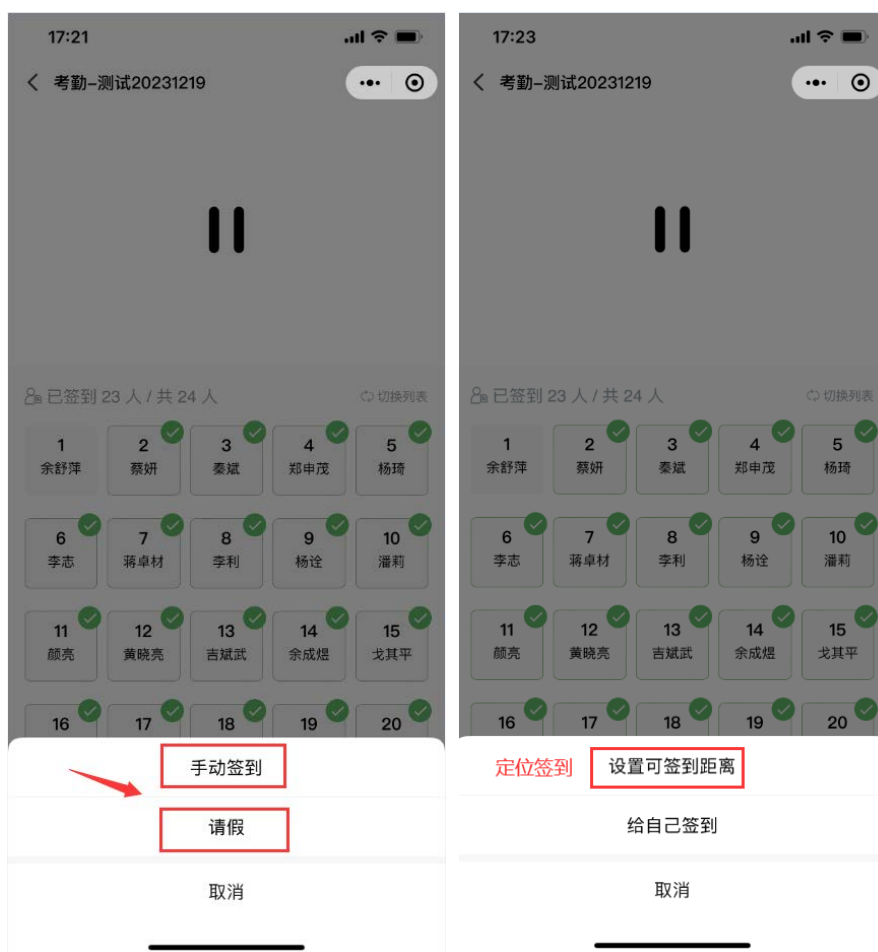 17:21
考勤-测试20231219
已签到 23 人 / 共 24 人
切换列表
1 2 3 4 5
余舒萍 蔡妍 秦斌 郑申茂 杨琦
6 7 8 9 10
李志 蒋卓材 李利 杨诠 潘莉
11 12 13 14 15
颜亮 黄晓亮 吉斌武 余成煜 戈其平
16 17 18 19 20
手动签到
请假
取消
17:23
考勤-测试20231219
已签到 23 人 / 共 24 人
切换列表
1 2 3 4 5
余舒萍 蔡妍 秦斌 郑申茂 杨琦
6 7 8 9 10
李志 蒋卓材 李利 杨诠 潘莉
11 12 13 14 15
颜亮 黄晓亮 吉斌武 余成煜 戈其平
16 17 18 19 20
定位签到 设置可签到距离
给自己签到
取消